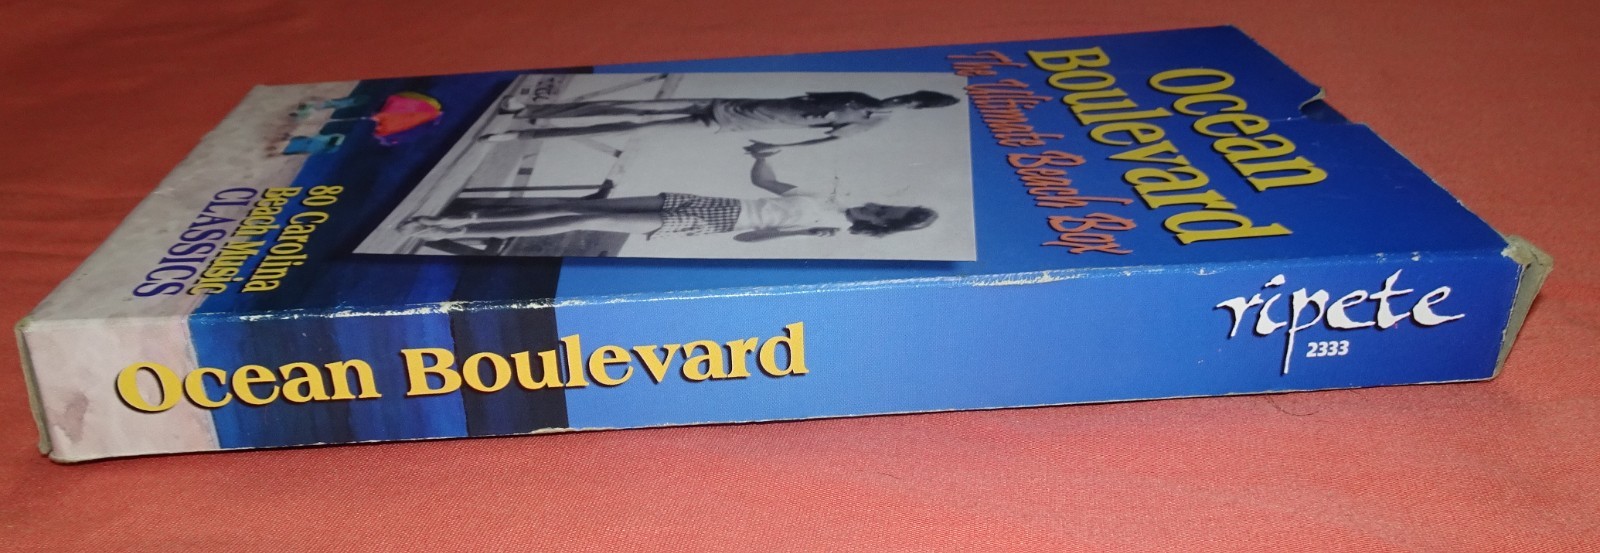 Ocean
Boulevard
The Ultimate Beach Box
80 Carolina
Beach Music
CLASSICS
Ocean Boulevard
ripete
2333